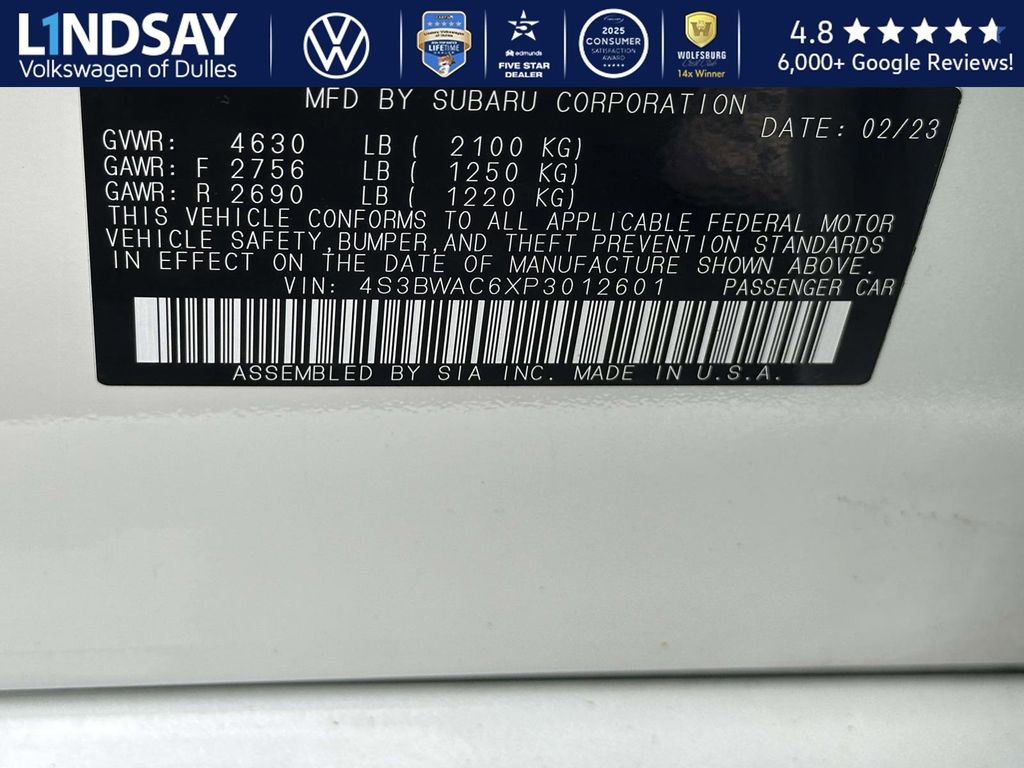 L1NDSAY
Volkswagen of Dulles
LIFETIME
edmunds
FIVE STAR
DEALER
2025
CONSUMER
SATISFACTION
AWARD
WOLFSBURG
14x Winner
4.8
6,000+ Google Reviews!
MFD BY SUBARU CORPORATION
DATE: 02/23
GVWR: 4630 LB ( 2100 KG)
GAWR: F 2756 LB ( 1250 KG)
GAWR: R 2690 LB ( 1220 KG)
THIS VEHICLE CONFORMS TO ALL APPLICABLE FEDERAL MOTOR
VEHICLE SAFETY,BUMPER,AND THEFT PREVENTION STANDARDS
IN EFFECT ON THE DATE OF MANUFACTURE SHOWN ABOVE.
VIN: 4S3BWAC6XP3012601 PASSENGER CAR
ASSEMBLED BY SIA INC. MADE IN U.S.A.